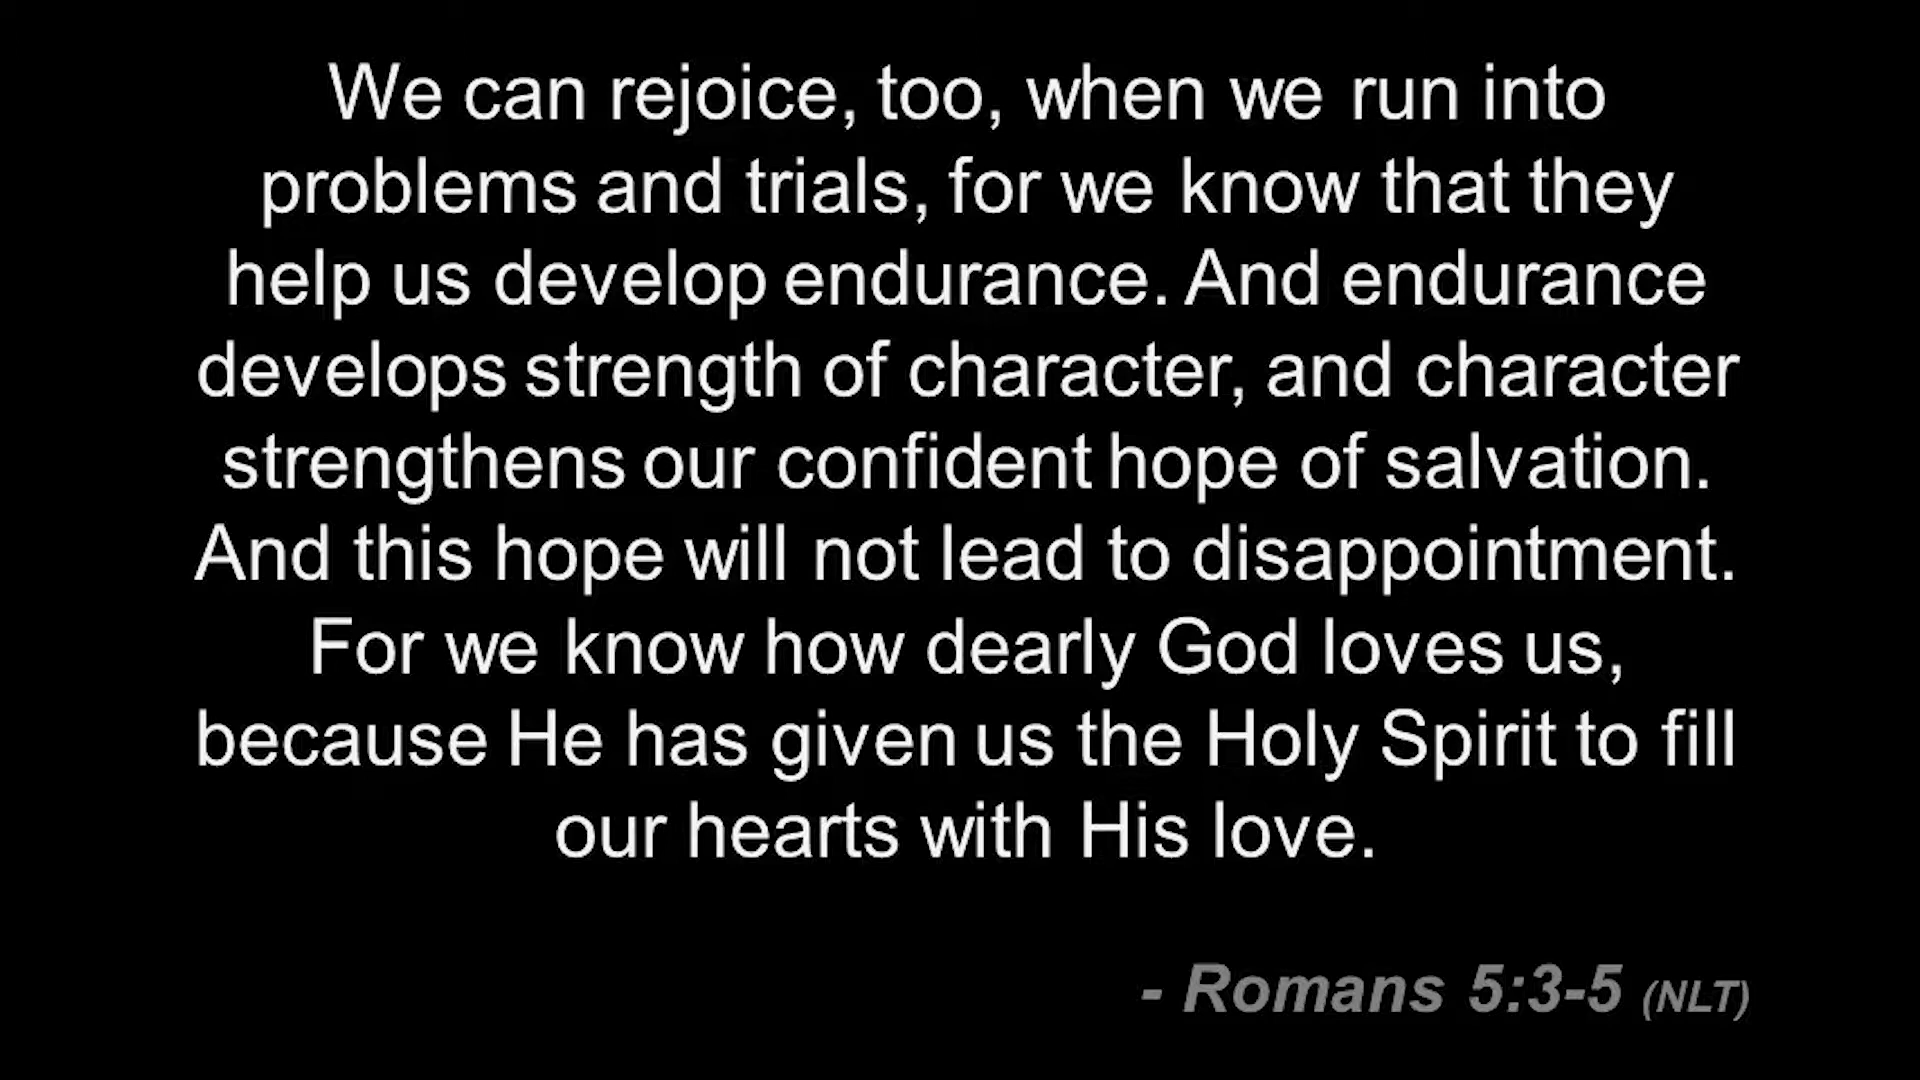 We can rejoice, too, when we run into
problems and trials, for we know that they
help us develop endurance. And endurance
develops strength of character, and character
strengthens our confident hope of salvation.
And this hope will not lead to disappointment.
For we know how dearly God loves us,
because He has given us the Holy Spirit to fill
our hearts with His love.
- Romans 5:3-5 (NLT)